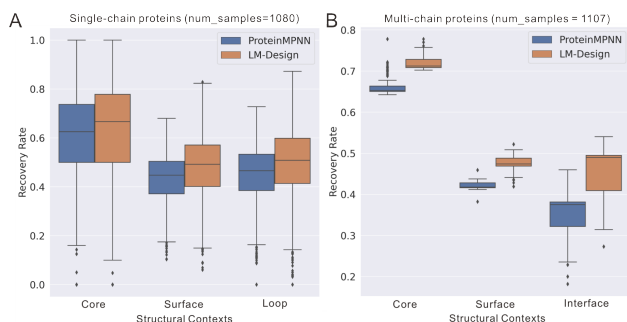 A
Single-chain proteins (num_samples=1080)
ProteinMPNN
LM-Design
1.0
0.8
0.6
0.4
0.2
0.0
Recovery Rate
Core Surface Loop
Structural Contexts
B
Multi-chain proteins (num_samples = 1107)
ProteinMPNN
LM-Design
0.8
0.7
0.6
0.5
0.4
0.3
0.2
Recovery Rate
Core Surface Interface
Structural Contexts